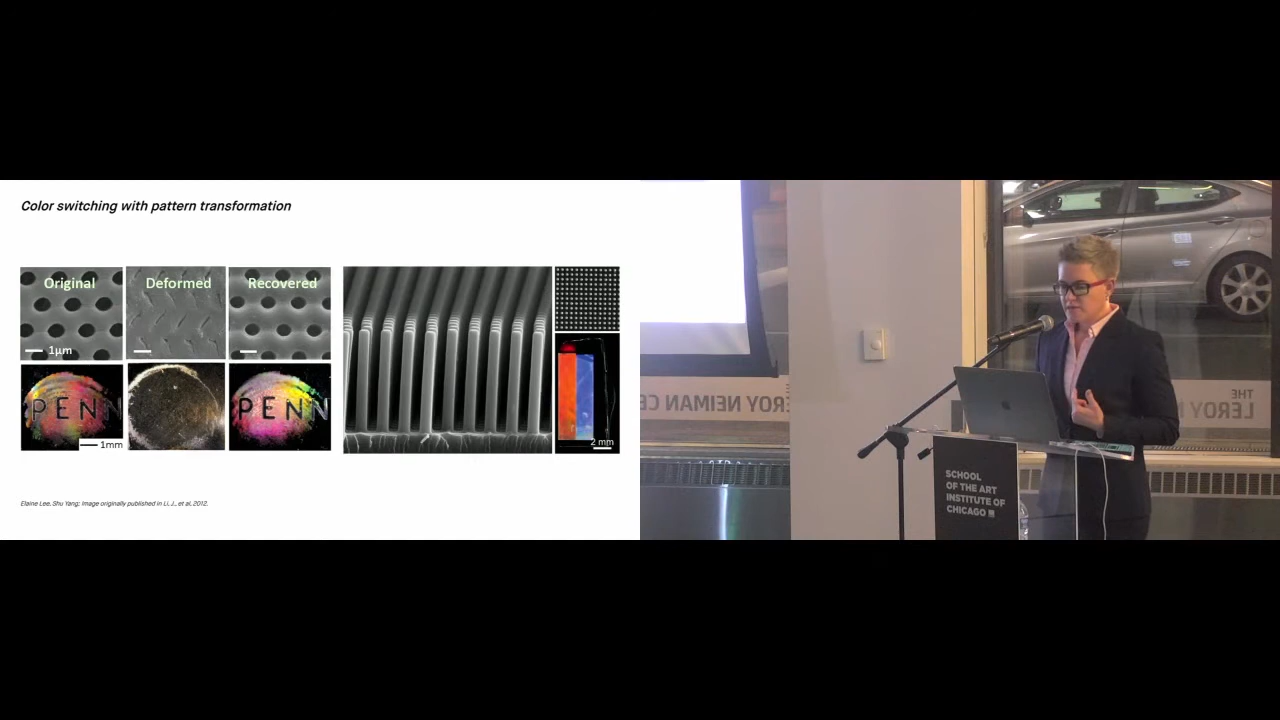 Color switching with pattern transformation
Original
Deformed
Recovered
1μm
PENN
PENN
1mm
2 mm
Elaine Lee, Shu Yang; Image originally published in Li, J., et al, 2012.
THE
LEROY N
ROY NEIMAN CE
SCHOOL
OF THE ART
INSTITUTE OF
CHICAGO